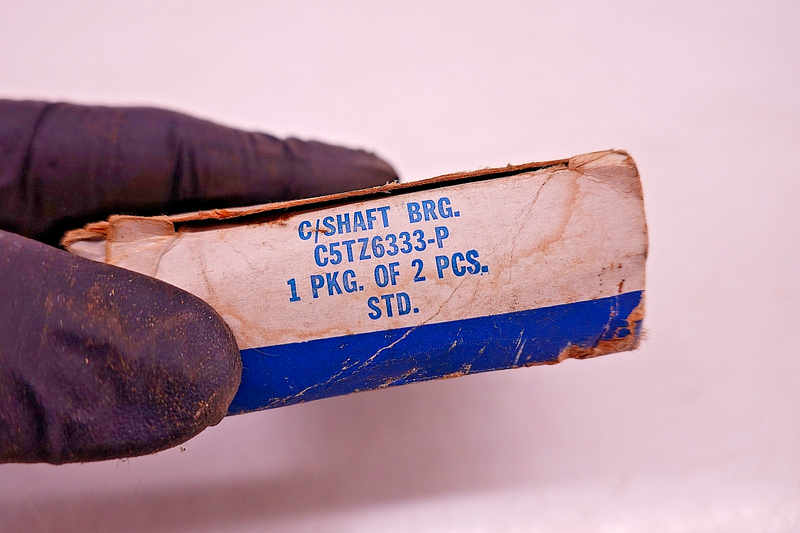 C/SHAFT BRG.
C5TZ6333-P
1 PKG. OF 2 PCS.
STD.